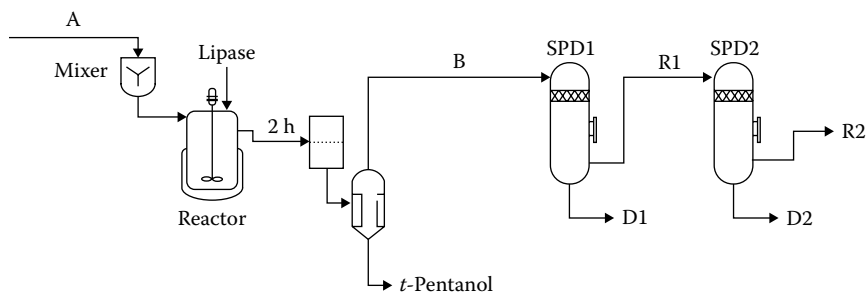 A
Lipase
Mixer
2 h
Reactor
t-Pentanol
B
SPD1
R1
SPD2
R2
D1
D2